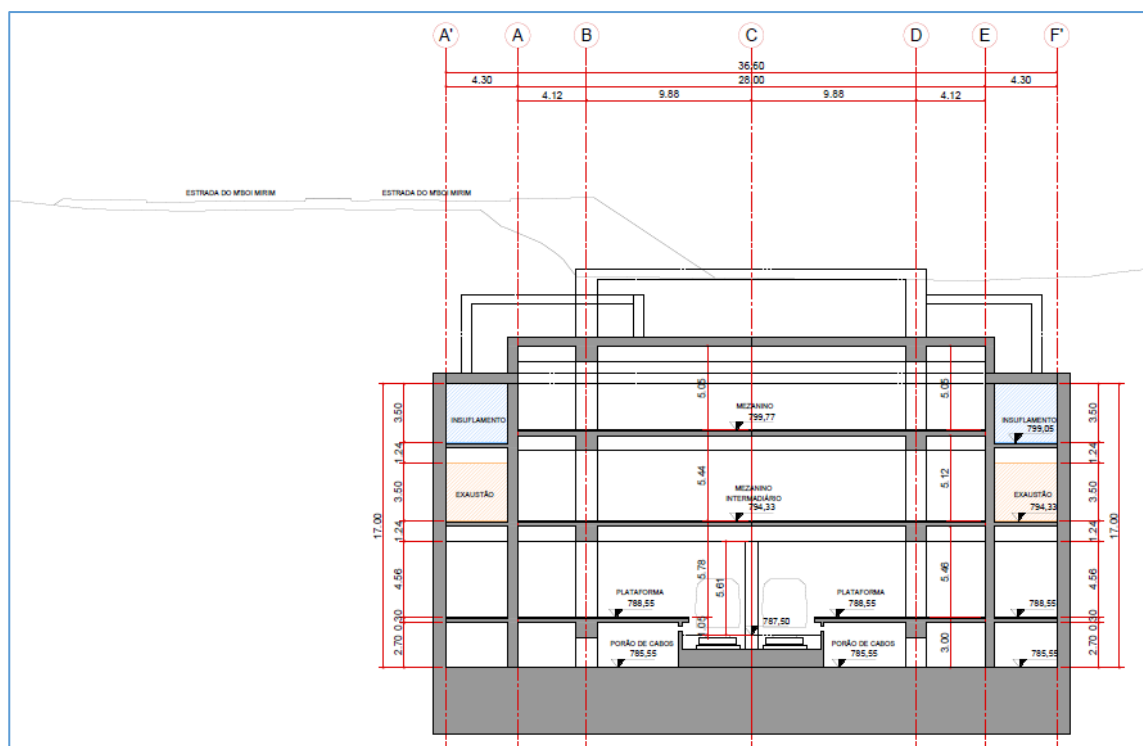 A' A B C D E F'
36.60
4.30 28.00 4.30
4.12 9.88 9.88 4.12
ESTRADA DO M'BOI MIRIM ESTRADA DO M'BOI MIRIM
5.05 5.05
3.50 3.50
MEZANINO
799,77
INSUFLAMENTO INSUFLAMENTO
799,05
1.24 1.24
5.44 5.12
3.50 3.50
MEZANINO
INTERMADIÁRIO
794,33
EXAUSTÃO EXAUSTÃO
794,33
17.00 17.00
1.24 1.24
5.78 5.61 5.46
4.56 4.56
PLATAFORMA PLATAFORMA
788,55 788,55 788,55
0.30 1.05 787,50 0.30
PORÃO DE CABOS PORÃO DE CABOS
785,55 785,55 785,55
2.70 3.00 2.70